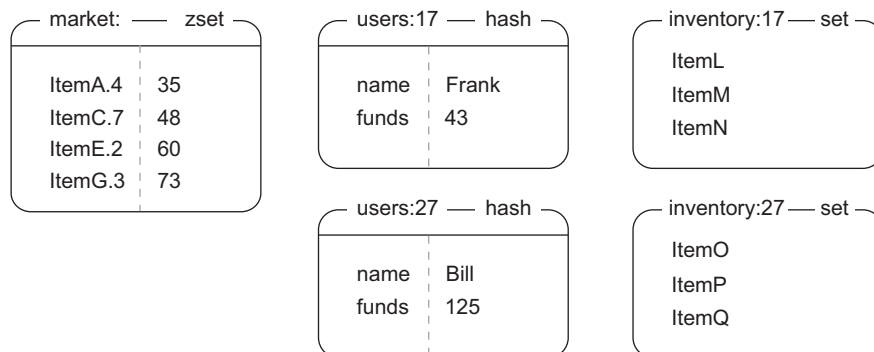 market: zset
ItemA.4 35
ItemC.7 48
ItemE.2 60
ItemG.3 73
users:17 hash
name Frank
funds 43
inventory:17 set
ItemL
ItemM
ItemN
users:27 hash
name Bill
funds 125
inventory:27 set
ItemO
ItemP
ItemQ